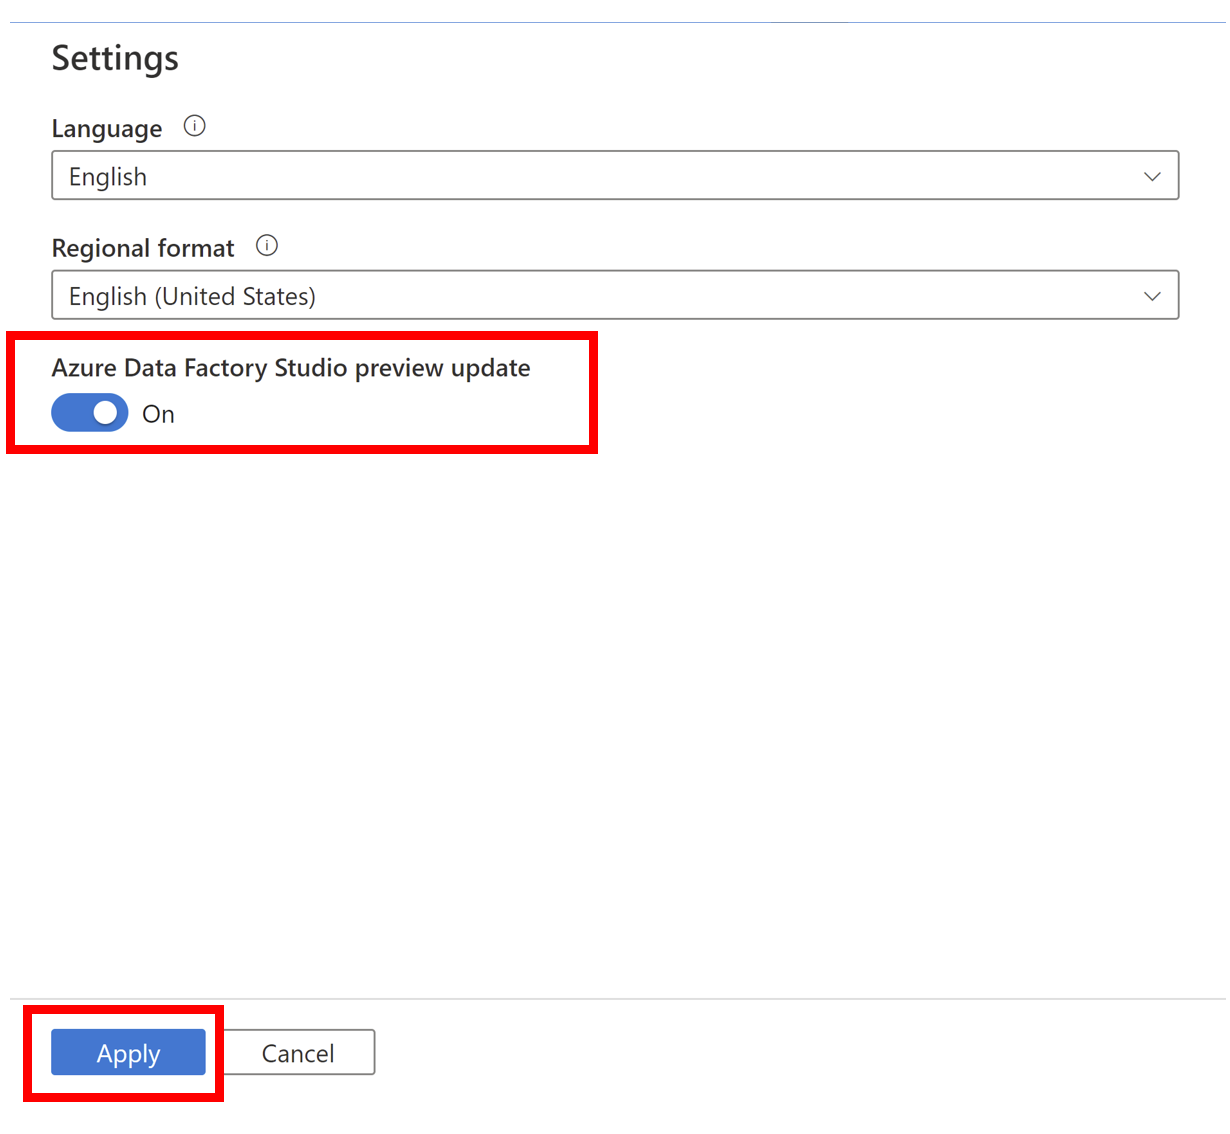 Settings
Language
English
Regional format
English (United States)
Azure Data Factory Studio preview update
On
Apply
Cancel